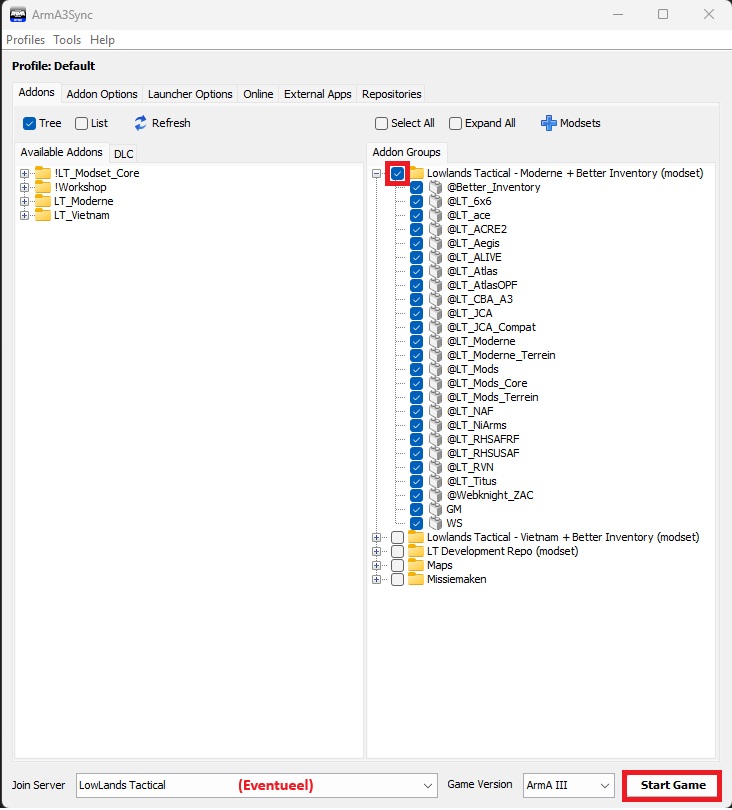 ArmA3Sync
Profiles Tools Help
Profile: Default
Addons Addon Options Launcher Options Online External Apps Repositories
Tree List Refresh Select All Expand All Modsets
Available Addons DLC
!LT_Modset_Core
!Workshop
LT_Moderne
LT_Vietnam
Addon Groups
Lowlands Tactical - Moderne + Better Inventory (modset)
@Better_Inventory
@LT_6x6
@LT_ace
@LT_ACRE2
@LT_Aegis
@LT_ALIVE
@LT_Atlas
@LT_AtlasOPF
@LT_CBA_A3
@LT_JCA
@LT_JCA_Compat
@LT_Moderne
@LT_Moderne_Terrein
@LT_Mods
@LT_Mods_Core
@LT_Mods_Terrein
@LT_NAF
@LT_NiArms
@LT_RHSAFRF
@LT_RHSUSAF
@LT_RVN
@LT_Titus
@Webknight_ZAC
GM
WS
Lowlands Tactical - Vietnam + Better Inventory (modset)
LT Development Repo (modset)
Maps
Missiemaken
Join Server LowLands Tactical (Eventueel) Game Version ArmA III Start Game